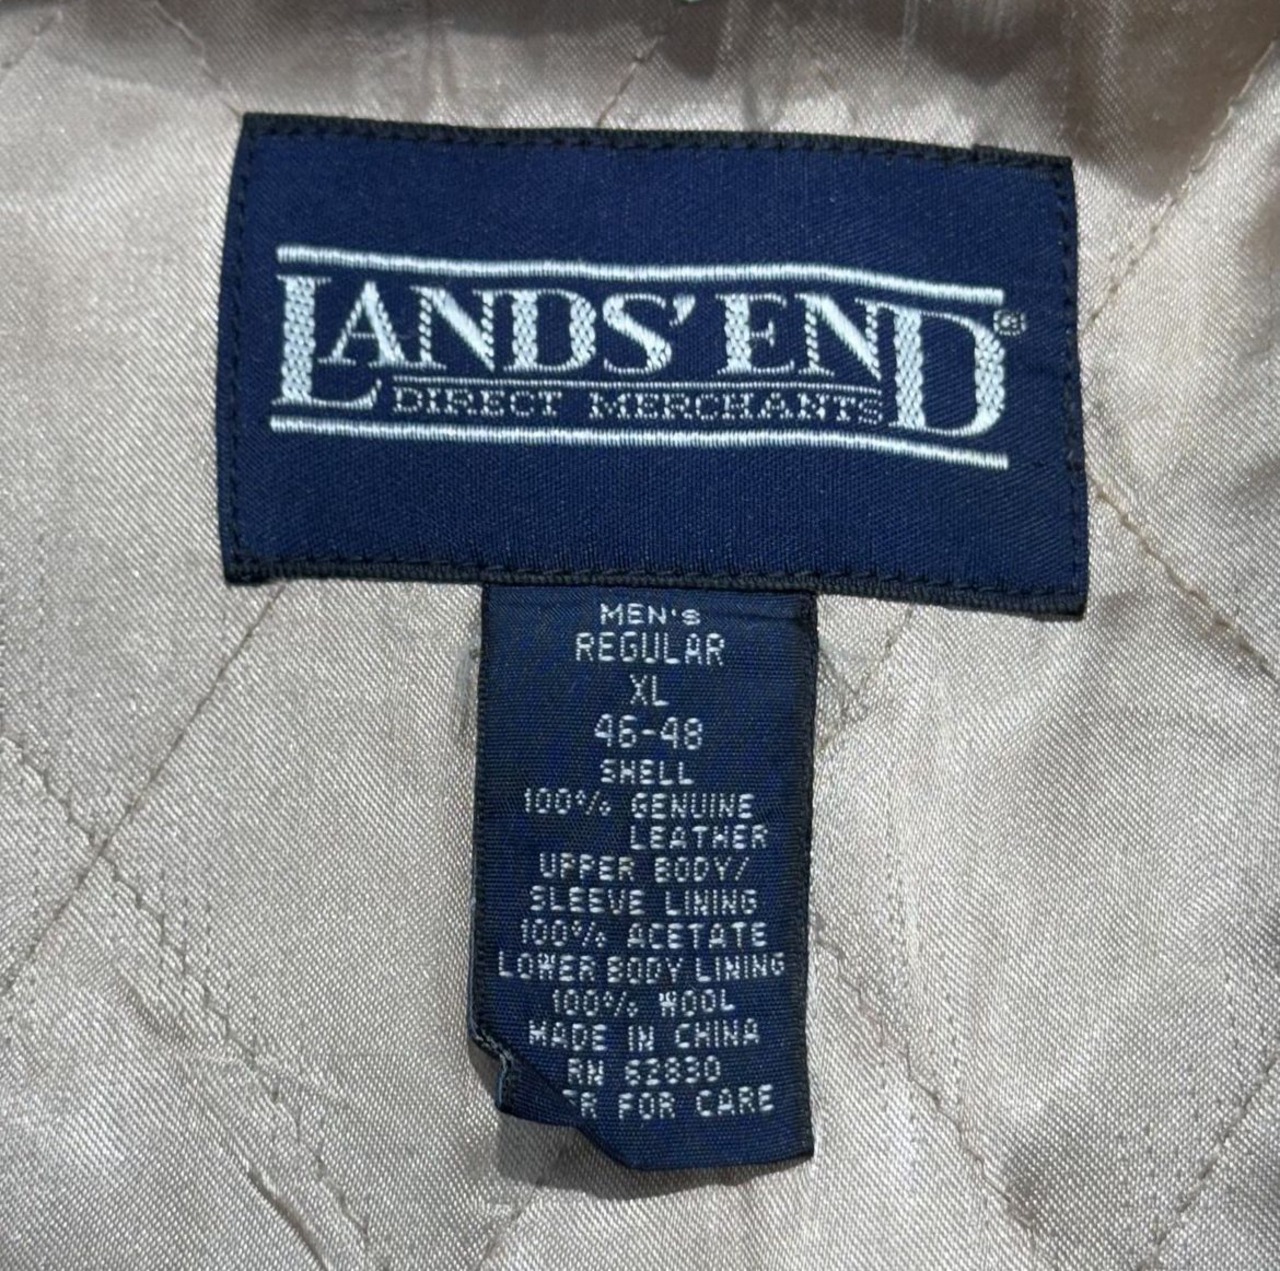 LANDS' END®
DIRECT MERCHANTS
MEN'S
REGULAR
XL
46-48
SHELL
100% GENUINE
LEATHER
UPPER BODY/
SLEEVE LINING
100% ACETATE
LOWER BODY LINING
100% WOOL
MADE IN CHINA
RN 62830
FOR CARE